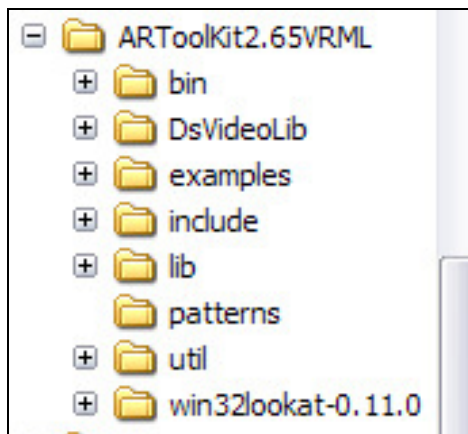 ARToolKit2.65VRML
bin
DsVideoLib
examples
include
lib
patterns
util
win32lookat-0.11.0